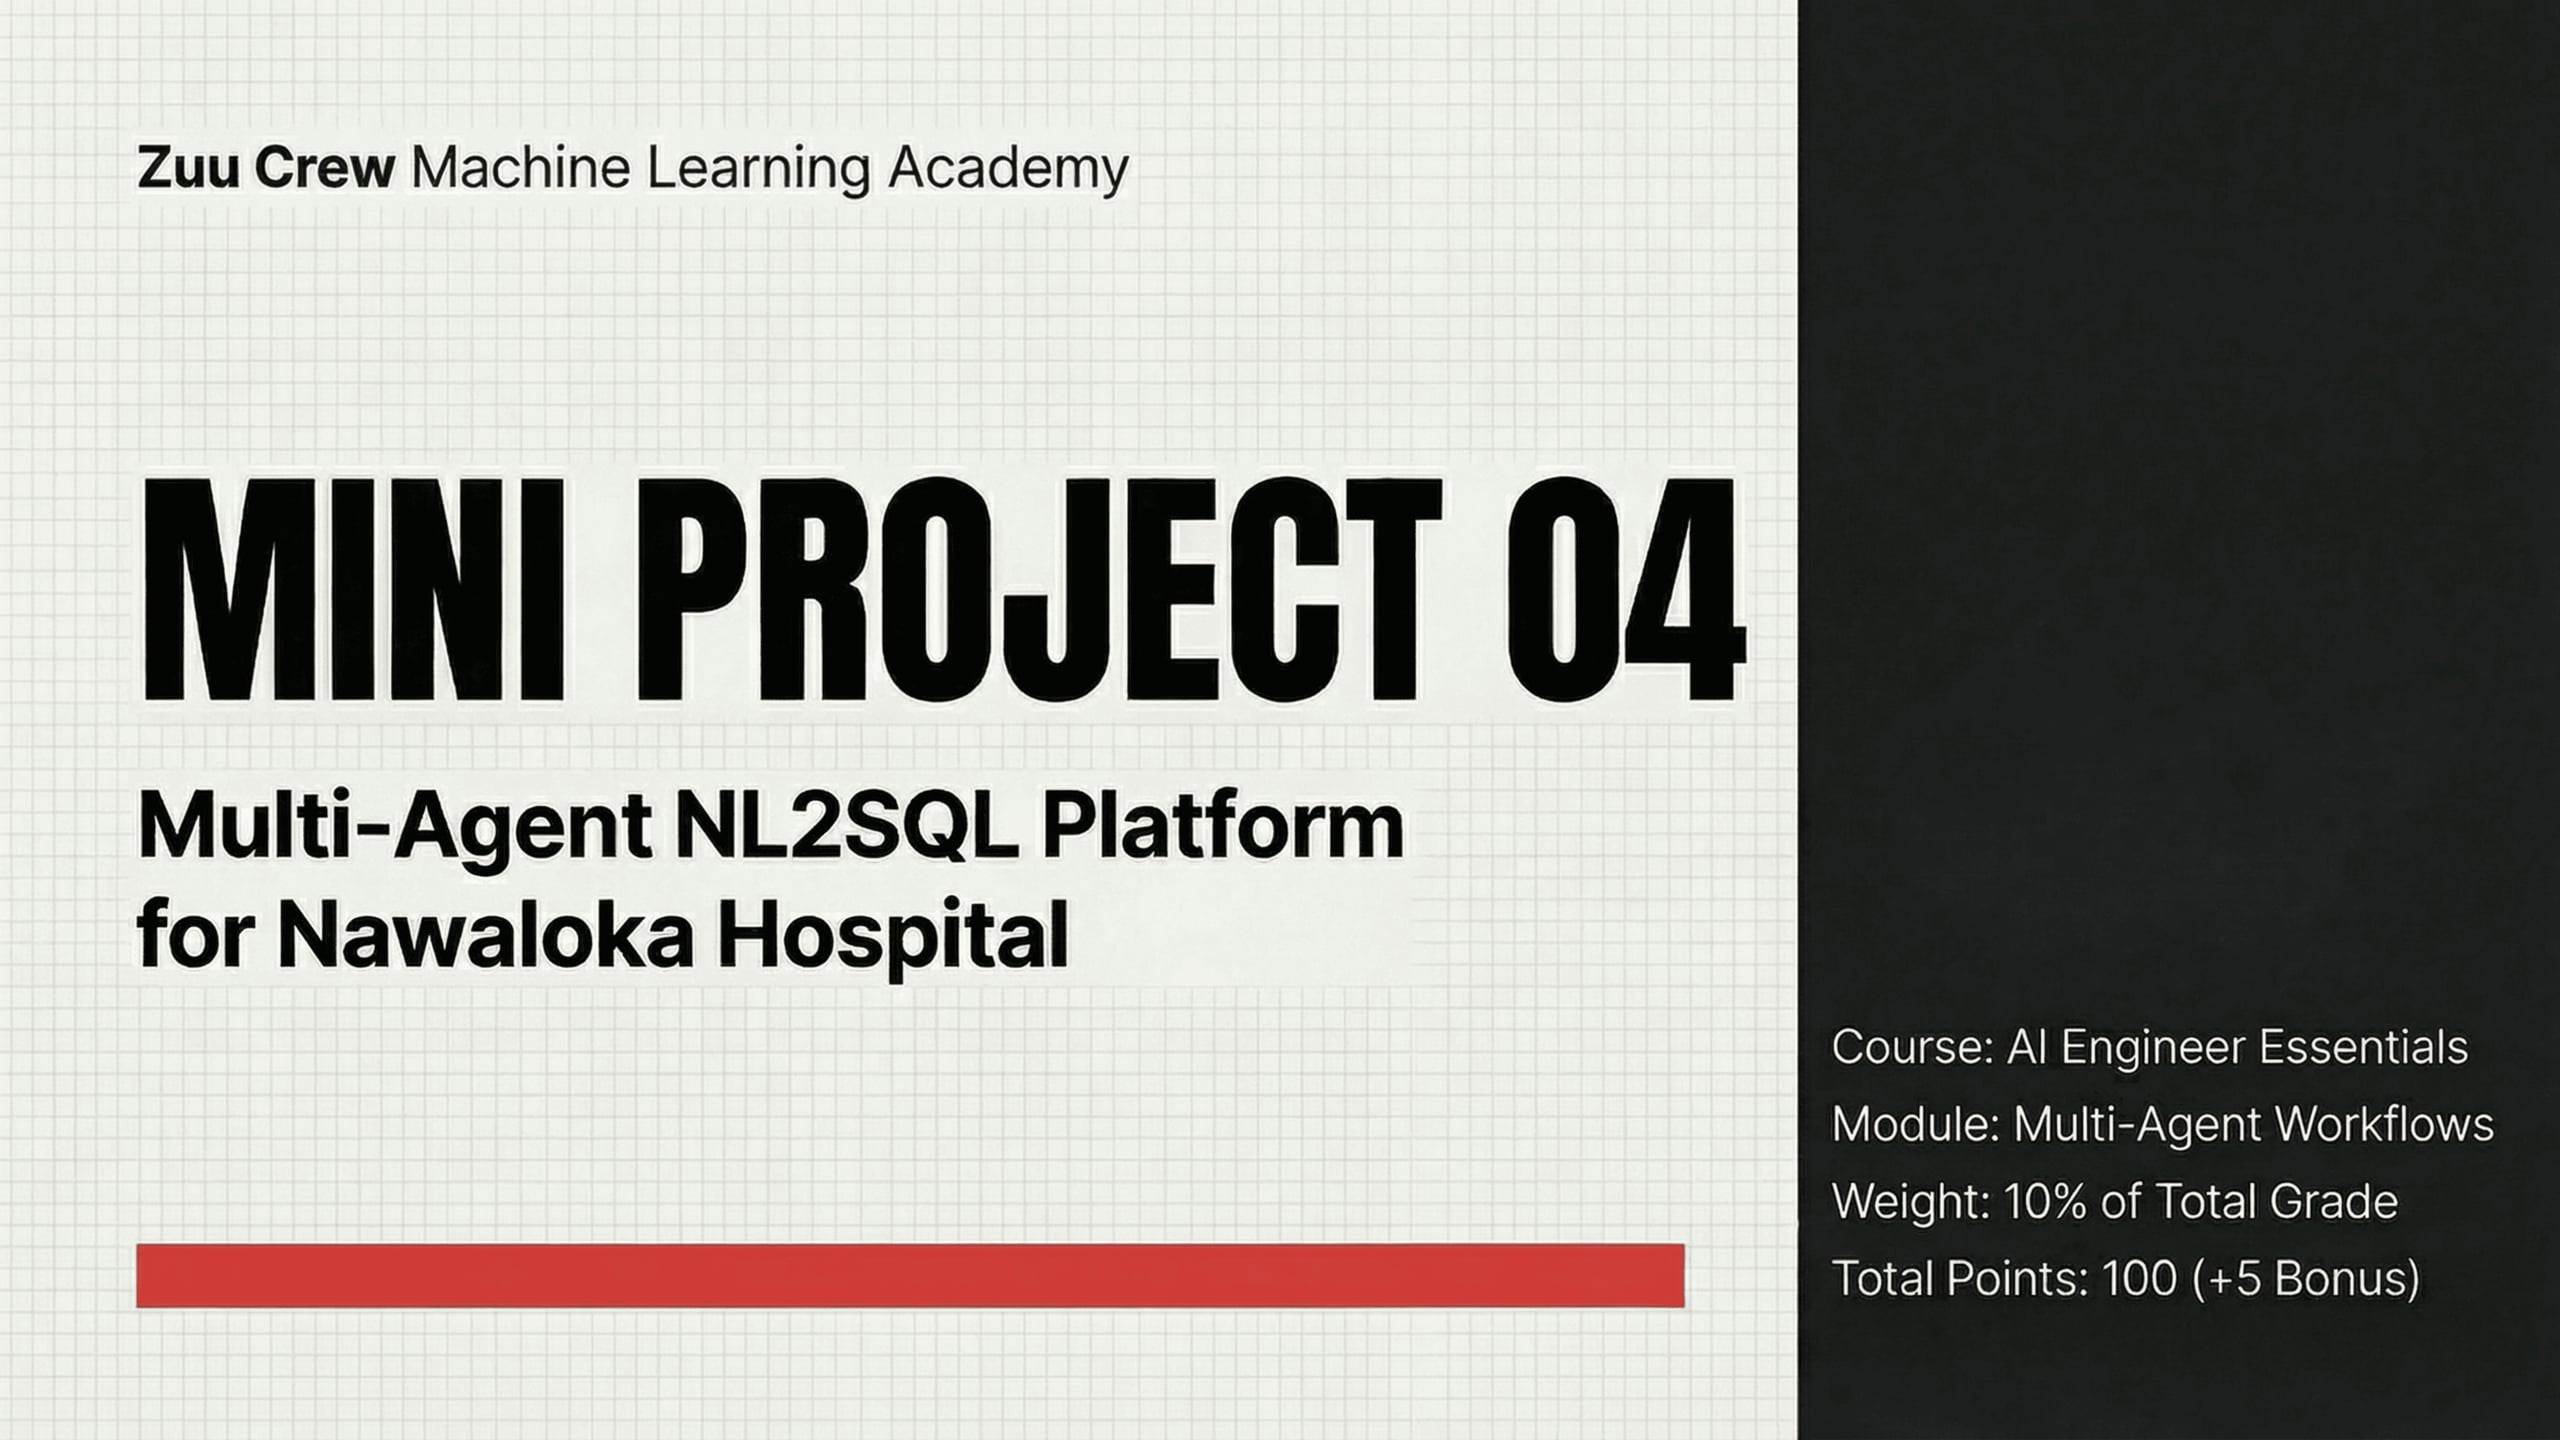 Zuu Crew Machine Learning Academy
MINI PROJECT 04
Multi-Agent NL2SQL Platform
for Nawaloka Hospital
Course: AI Engineer Essentials
Module: Multi-Agent Workflows
Weight: 10% of Total Grade
Total Points: 100 (+5 Bonus)